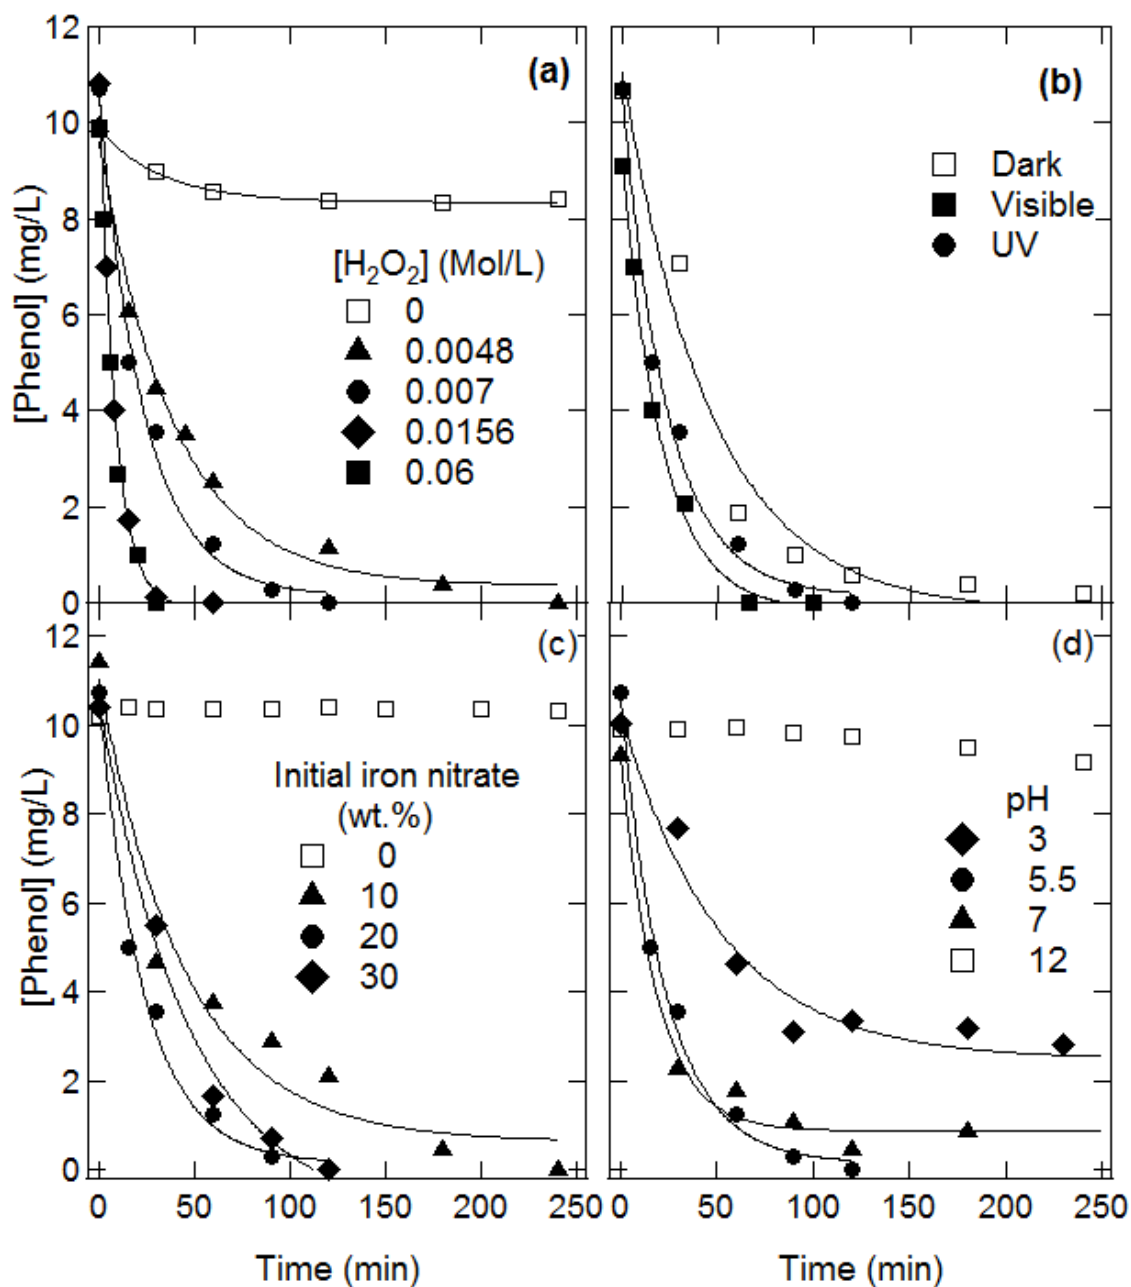 (a)
12
10
8
6
4
2
0
[Phenol] (mg/L)
[H₂O₂] (Mol/L)
0
0.0048
0.007
0.0156
0.06
(b)
Dark
Visible
UV
(c)
12
10
8
6
4
2
0
[Phenol] (mg/L)
Initial iron nitrate
(wt.%)
0
10
20
30
0 50 100 150 200 250
Time (min)
(d)
pH
3
5.5
7
12
0 50 100 150 200 250
Time (min)